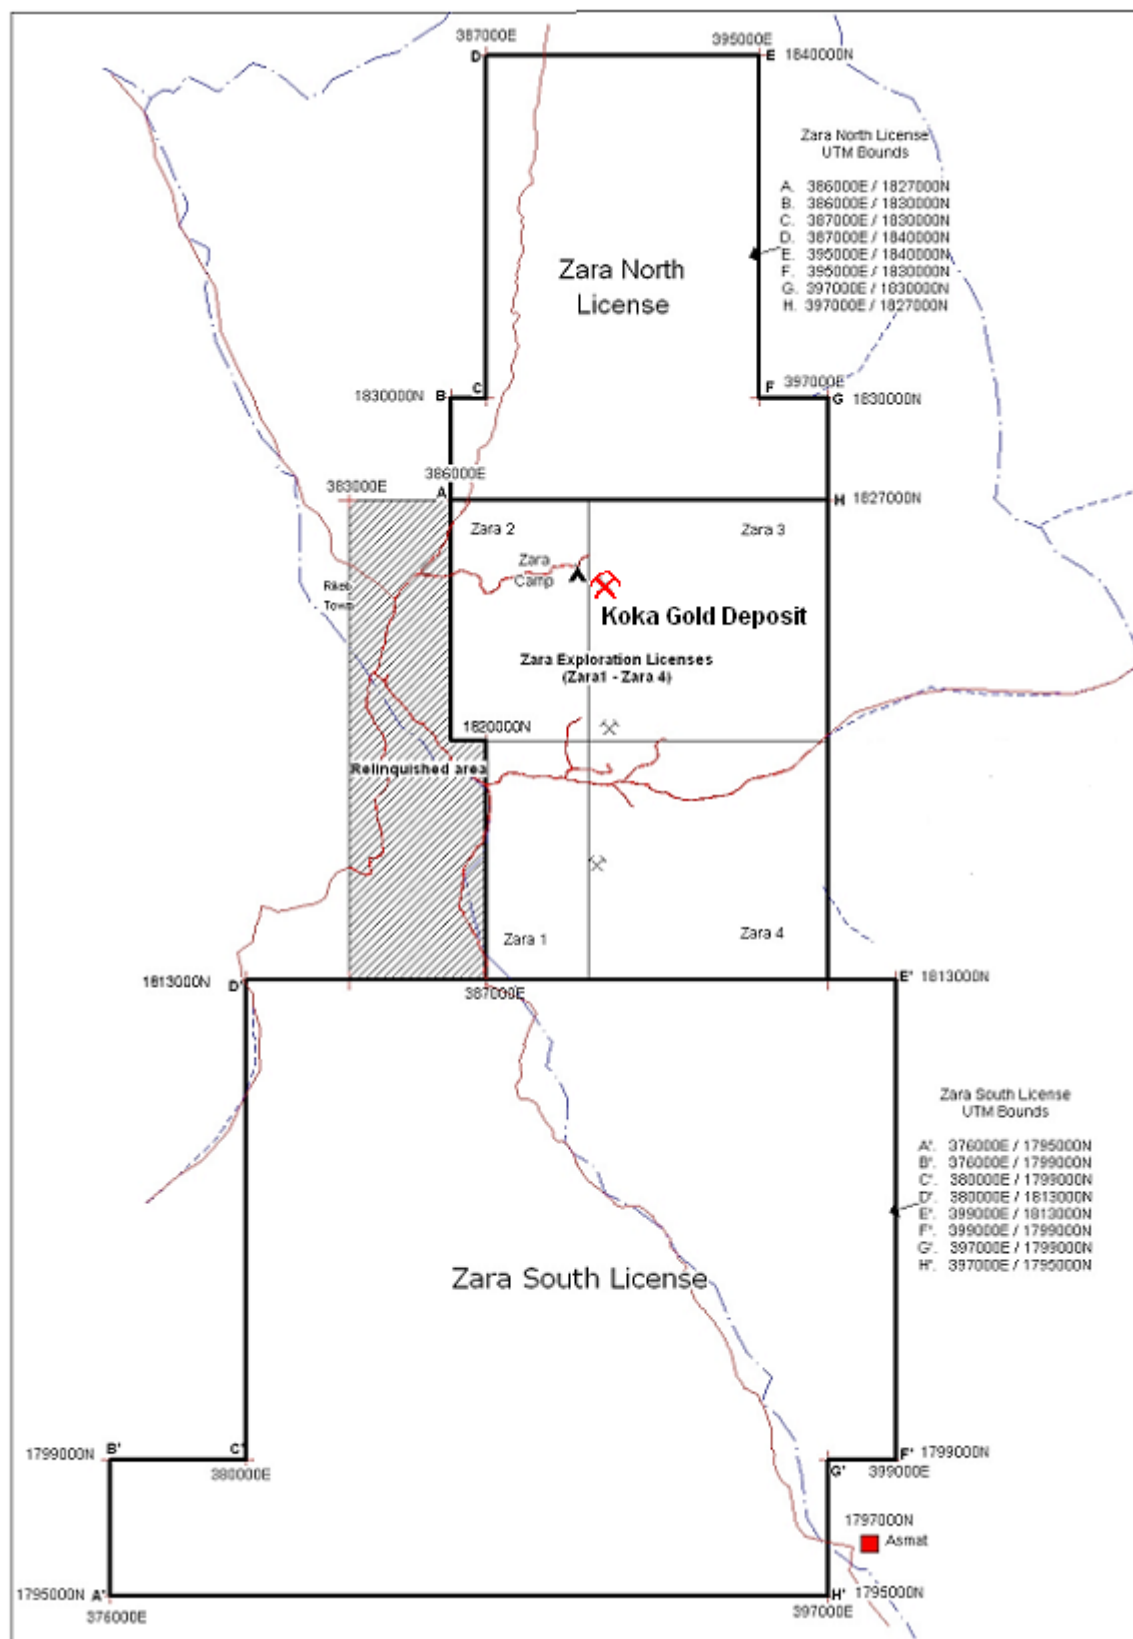 387000E
395000E
D
E
1840000N
Zara North License
UTM Bounds
A. 386000E / 1827000N
B. 386000E / 1830000N
C. 387000E / 1830000N
D. 387000E / 1840000N
E. 395000E / 1840000N
F. 395000E / 1830000N
G. 397000E / 1830000N
H. 397000E / 1827000N
Zara North
License
1830000N
B
C
F
397000E
G
1830000N
386000E
383000E
A
H
1827000N
Zara 2
Zara 3
Zara
Camp
Town
Koka Gold Deposit
Zara Exploration Licenses
(Zara1 - Zara 4)
1820000N
Relinquished area
Zara 1
Zara 4
1813000N
D'
387000E
E'
1813000N
Zara South License
UTM Bounds
A'. 376000E / 1795000N
B'. 376000E / 1799000N
C'. 380000E / 1799000N
D'. 380000E / 1813000N
E'. 399000E / 1813000N
F'. 399000E / 1799000N
G'. 397000E / 1799000N
H'. 397000E / 1795000N
Zara South License
1799000N
B'
C'
380000E
F'
1799000N
G'
399000E
1797000N
Asmat
1795000N
A'
376000E
H'
1795000N
397000E